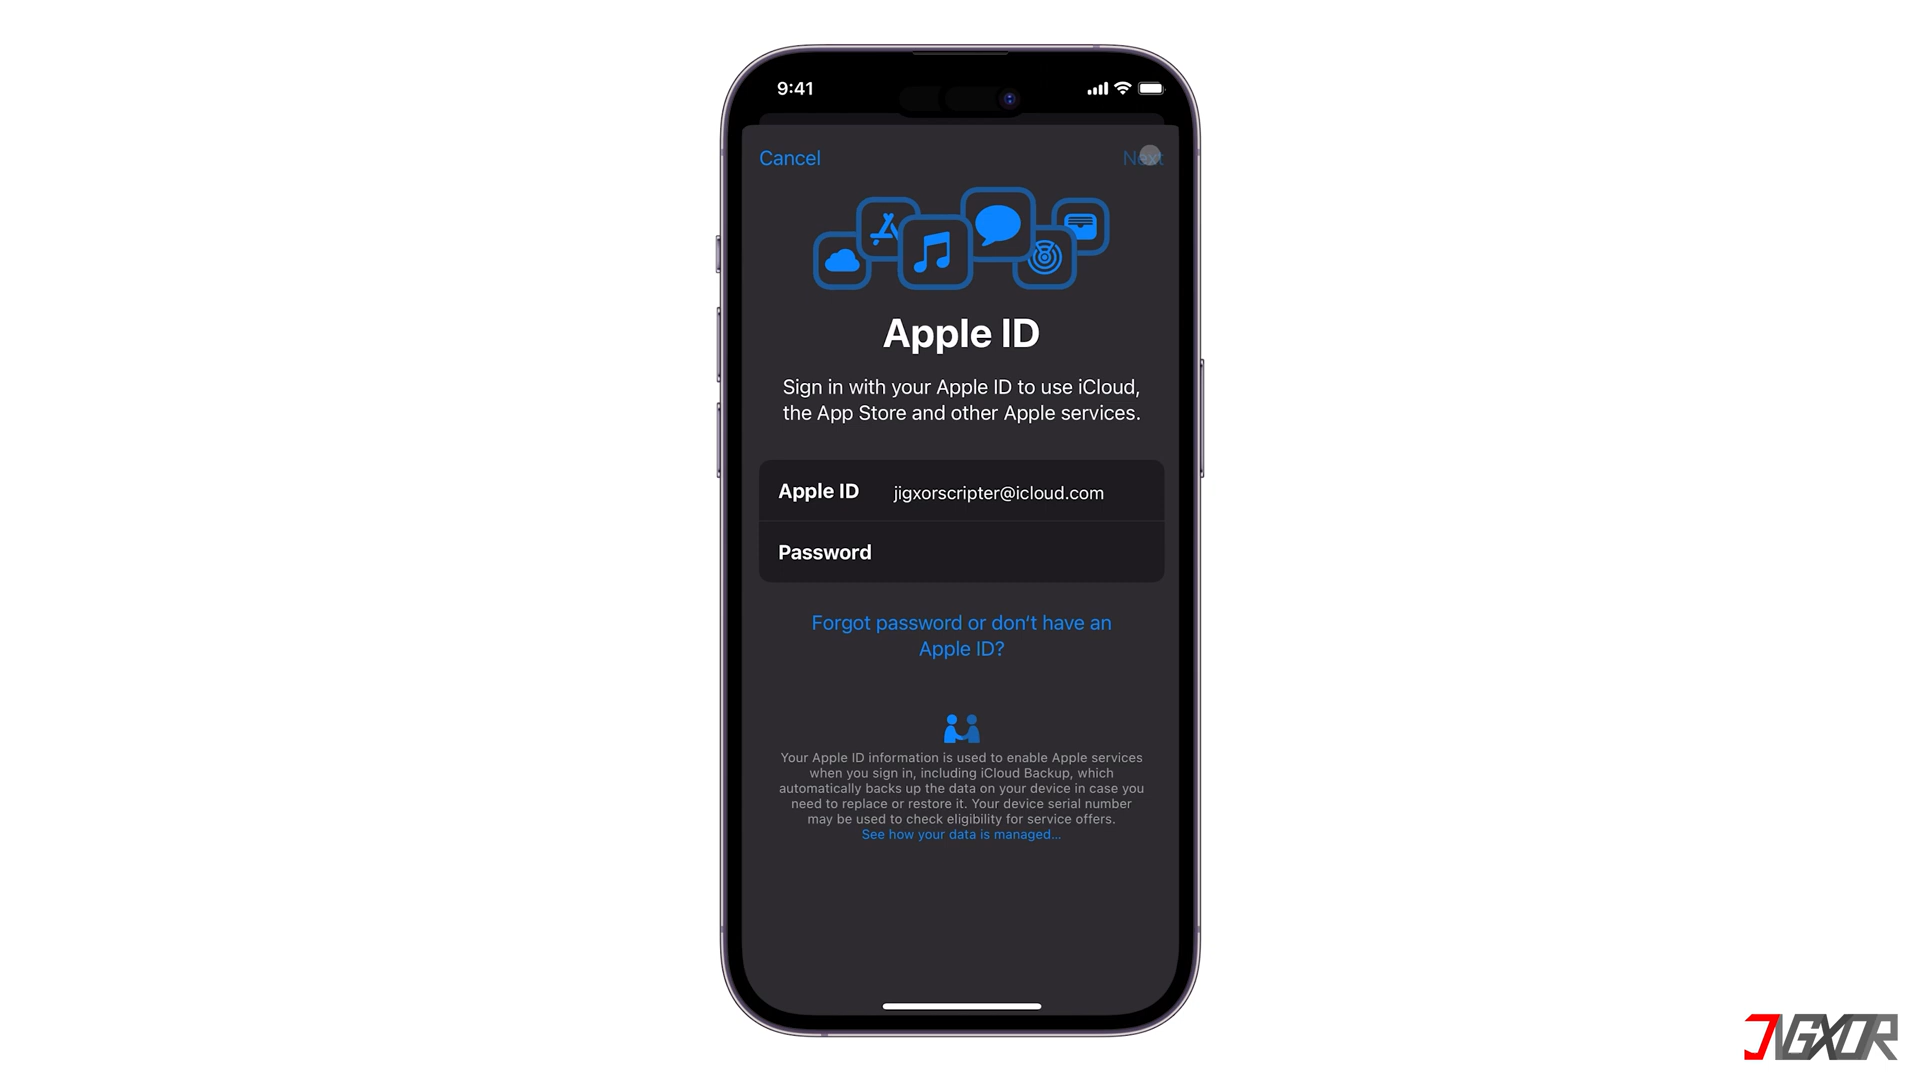 9:41
Cancel
Next
Apple ID
Sign in with your Apple ID to use iCloud,
the App Store and other Apple services.
Apple ID jigxorscripter@icloud.com
Password
Forgot password or don't have an
Apple ID?
Your Apple ID information is used to enable Apple services
when you sign in, including iCloud Backup, which
automatically backs up the data on your device in case you
need to replace or restore it. Your device serial number
may be used to check eligibility for service offers.
See how your data is managed...
JIGXOR